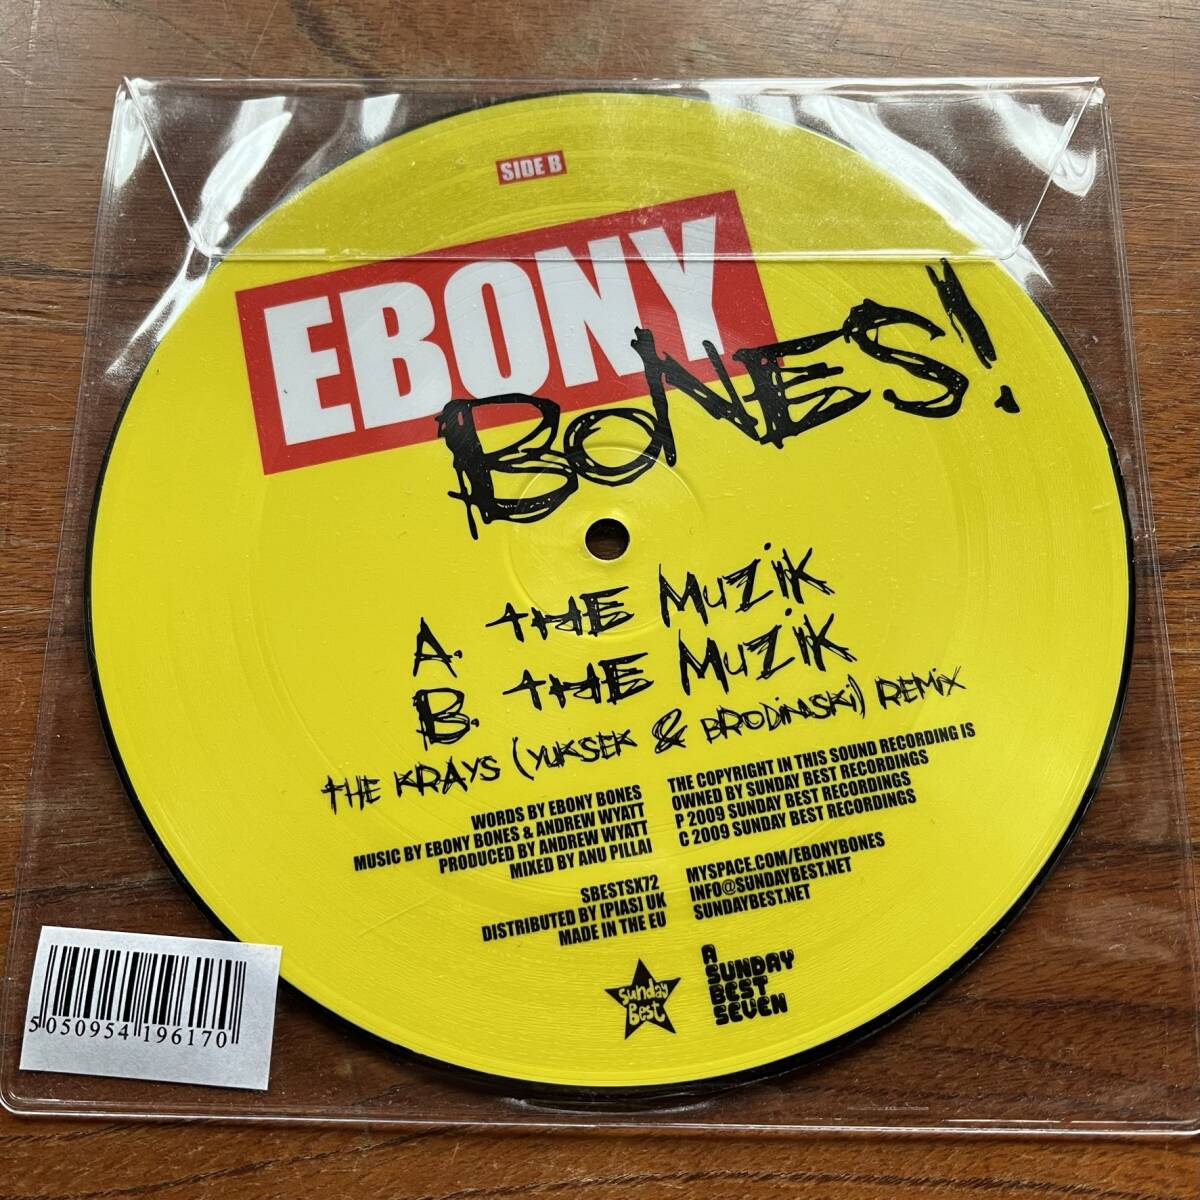 SIDE B
EBONY
BONES!
A. THE MUZIK
B. THE MUZIK
THE KRAYS (YUKSEK & BRODINSKI) REMIX
WORDS BY EBONY BONES
MUSIC BY EBONY BONES & ANDREW WYATT
PRODUCED BY ANDREW WYATT
MIXED BY ANU PILLAI
SBESTSX72
DISTRIBUTED BY [PIAS] UK
MADE IN THE EU
THE COPYRIGHT IN THIS SOUND RECORDING IS
OWNED BY SUNDAY BEST RECORDINGS
P 2009 SUNDAY BEST RECORDINGS
C 2009 SUNDAY BEST RECORDINGS
MYSPACE.COM/EBONYBONES
INFO@SUNDAYBEST.NET
SUNDAYBEST.NET
Sunday
Best
A
SUNDAY
BEST
SEVEN
5 050954 196170